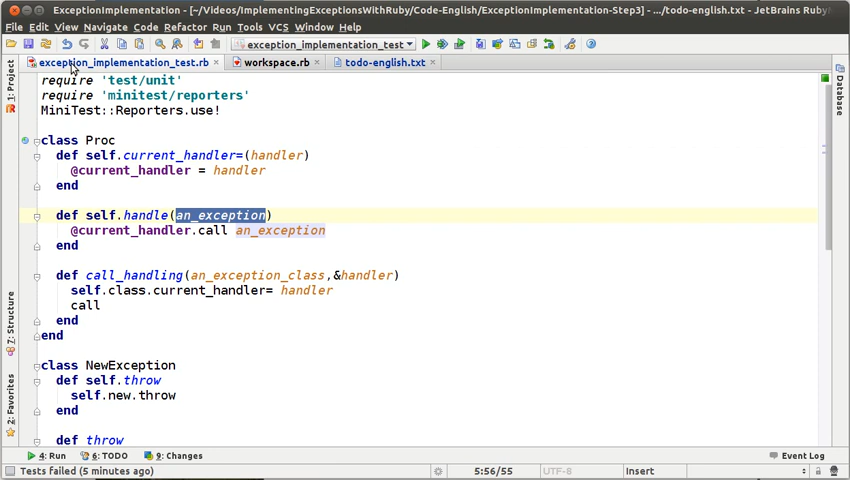 ExceptionImplementation - [~/Videos/ImplementingExceptionsWithRuby/Code-English/ExceptionImplementation-Step3] - .../todo-english.txt - JetBrains RubyM
File Edit View Navigate Code Refactor Run Tools VCS Window Help
exception_implementation_test
exception_implementation_test.rb workspace.rb todo-english.txt
1: Project
7: Structure
2: Favorites
require 'test/unit'
require 'minitest/reporters'
MiniTest::Reporters.use!
class Proc
def self.current_handler=(handler)
@current_handler = handler
end
def self.handle(an_exception)
@current_handler.call an_exception
end
def call_handling(an_exception_class,&handler)
self.class.current_handler= handler
call
end
end
class NewException
def self.throw
self.new.throw
end
def throw
Database
4: Run 6: TODO 9: Changes Event Log
Tests failed (5 minutes ago) 5:56/55 UTF-8 Insert